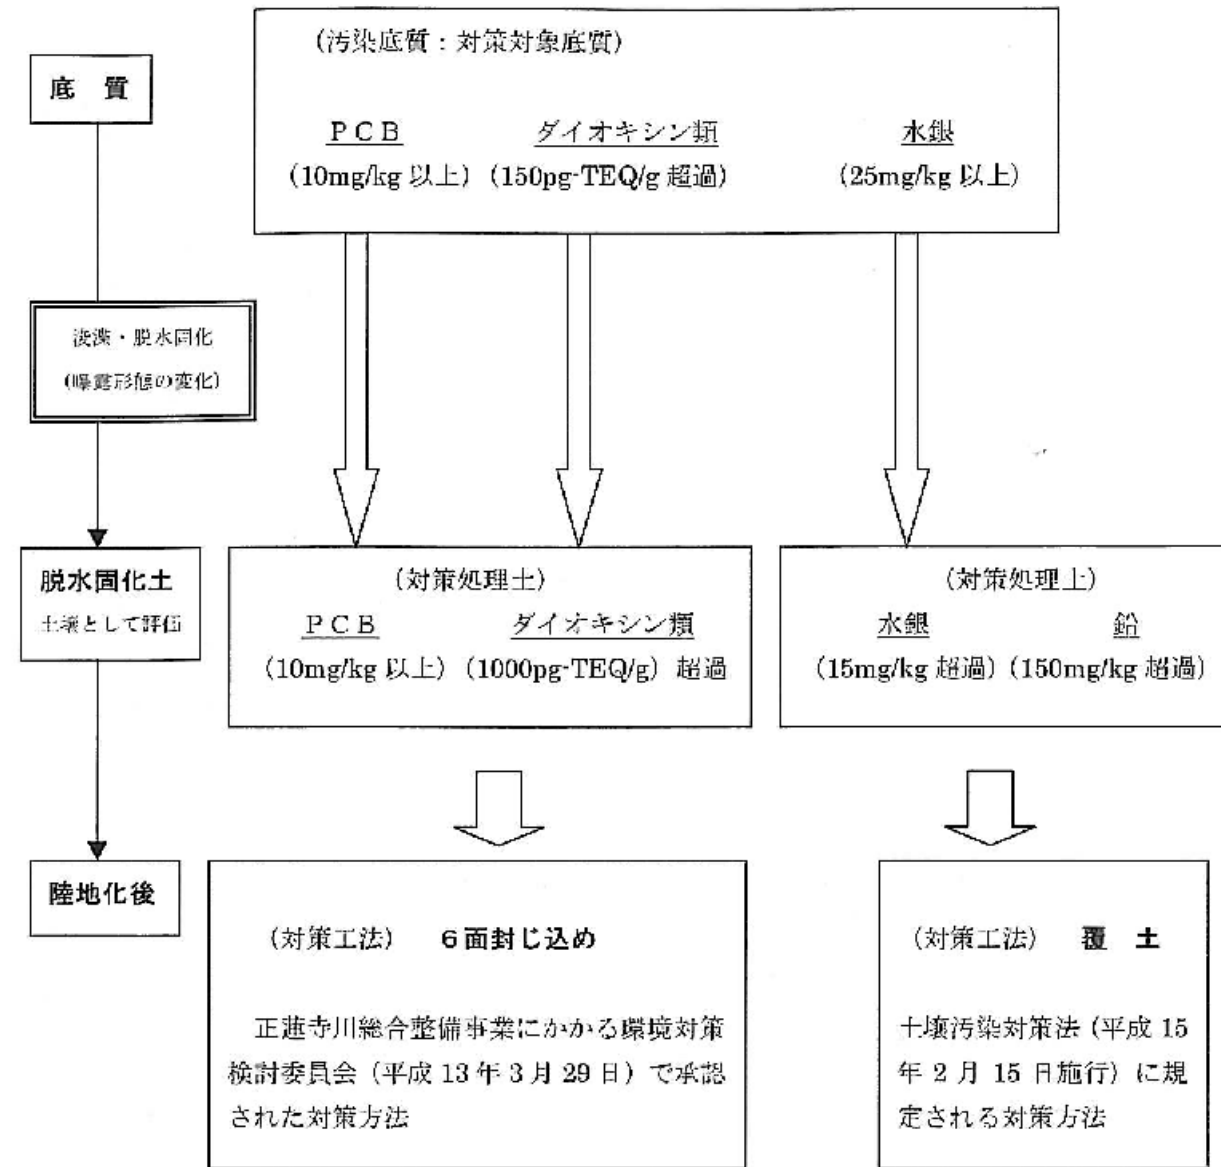 底　質
(汚染底質：対策対象底質)
ＰＣＢ　ダイオキシン類　水銀
(10mg/kg 以上) (150pg-TEQ/g 超過)　(25mg/kg 以上)
浚渫・脱水固化
(曝露形態の変化)
脱水固化土
土壌として評価
(対策処理土)
ＰＣＢ　ダイオキシン類
(10mg/kg 以上) (1000pg-TEQ/g) 超過
(対策処理土)
水銀　鉛
(15mg/kg 超過) (150mg/kg 超過)
陸地化後
(対策工法)　６面封じ込め
正蓮寺川総合整備事業にかかる環境対策
検討委員会（平成 13 年 3 月 29 日）で承認
された対策方法
(対策工法)　覆　土
土壌汚染対策法（平成 15
年 2 月 15 日施行）に規
定される対策方法